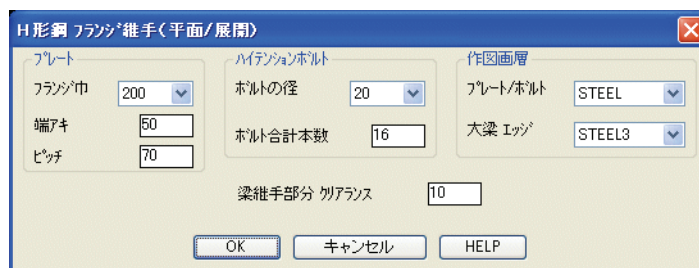 H形鋼 フランジ継手(平面/展開)
プレート
フランジ巾 200
端アキ 50
ピッチ 70
ハイテンションボルト
ボルトの径 20
ボルト合計本数 16
作図画層
プレート/ボルト STEEL
大梁 エッジ STEEL3
梁継手部分 クリアランス 10
OK キャンセル HELP